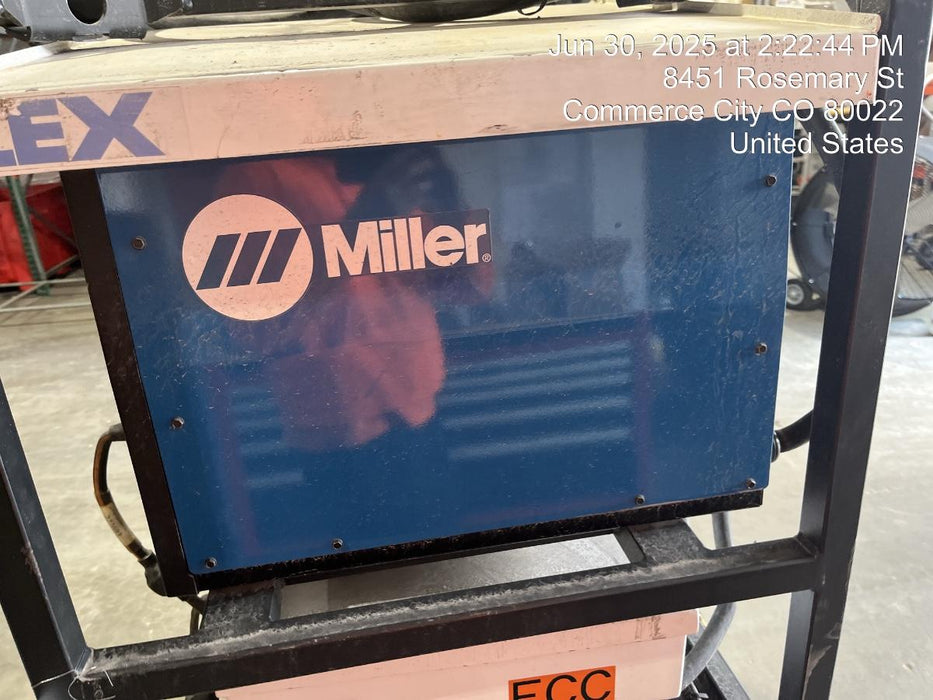 Jun 30, 2025 at 2:22:44 PM
8451 Rosemary St
Commerce City CO 80022
United States
LEX
Miller®
ECC